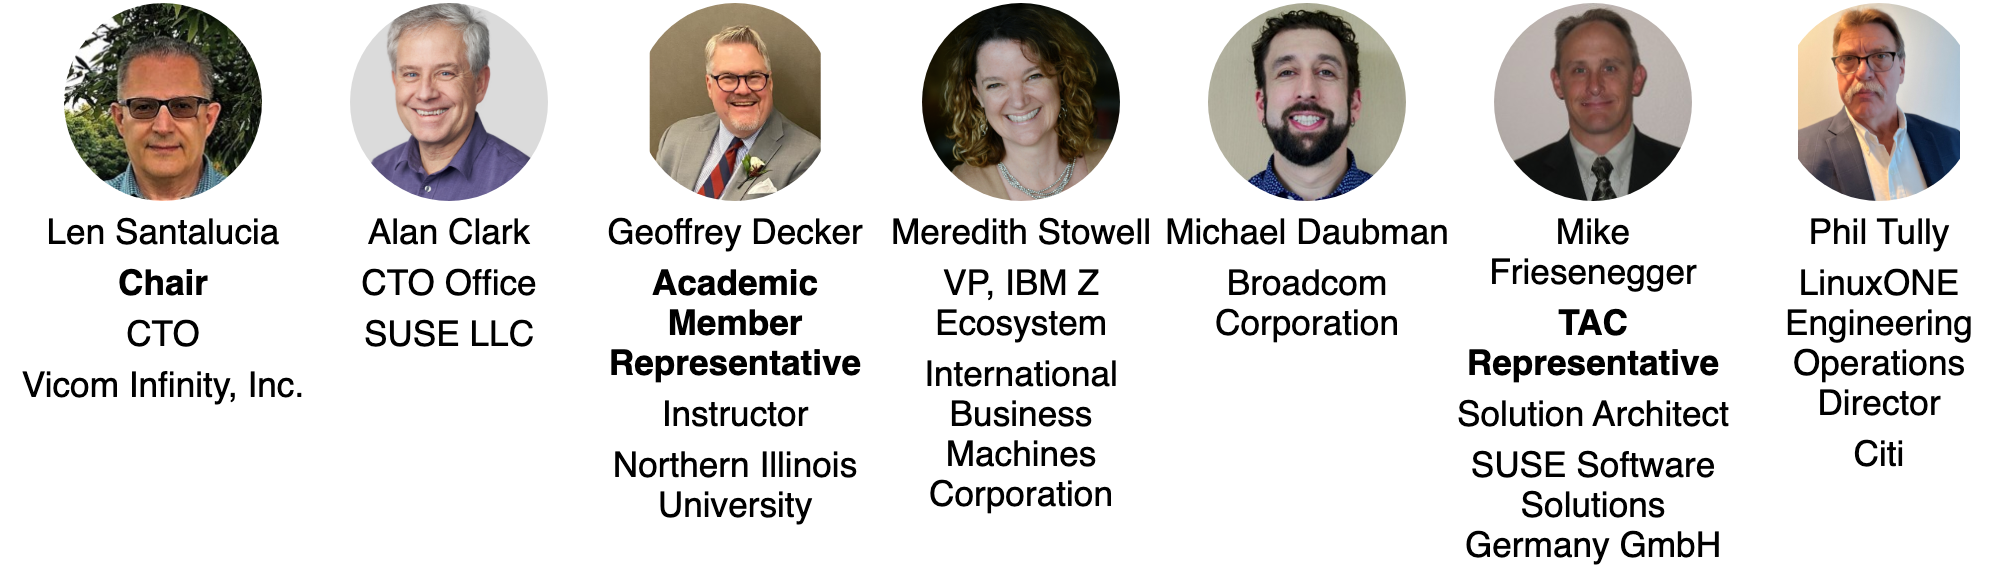 Len Santalucia
Chair
CTO
Vicom Infinity, Inc.
Alan Clark
CTO Office
SUSE LLC
Geoffrey Decker
Academic
Member
Representative
Instructor
Northern Illinois
University
Meredith Stowell
VP, IBM Z
Ecosystem
International
Business
Machines
Corporation
Michael Daubman
Broadcom
Corporation
Mike
Friesenegger
TAC
Representative
Solution Architect
SUSE Software
Solutions
Germany GmbH
Phil Tully
LinuxONE
Engineering
Operations
Director
Citi